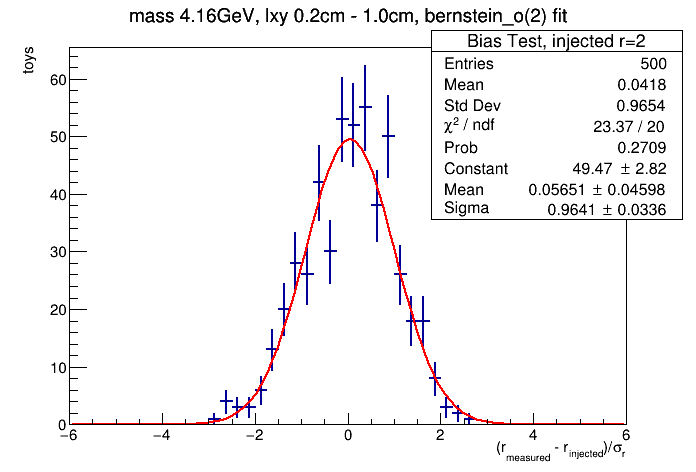 mass 4.16GeV, lxy 0.2cm - 1.0cm, bernstein_o(2) fit
toys
Bias Test, injected r=2
Entries 500
Mean 0.0418
Std Dev 0.9654
χ² / ndf 23.37 / 20
Prob 0.2709
Constant 49.47 ± 2.82
Mean 0.05651 ± 0.04598
Sigma 0.9641 ± 0.0336
60
50
40
30
20
10
0
−6 −4 −2 0 2 4 6
(r_measured - r_injected)/σ_r